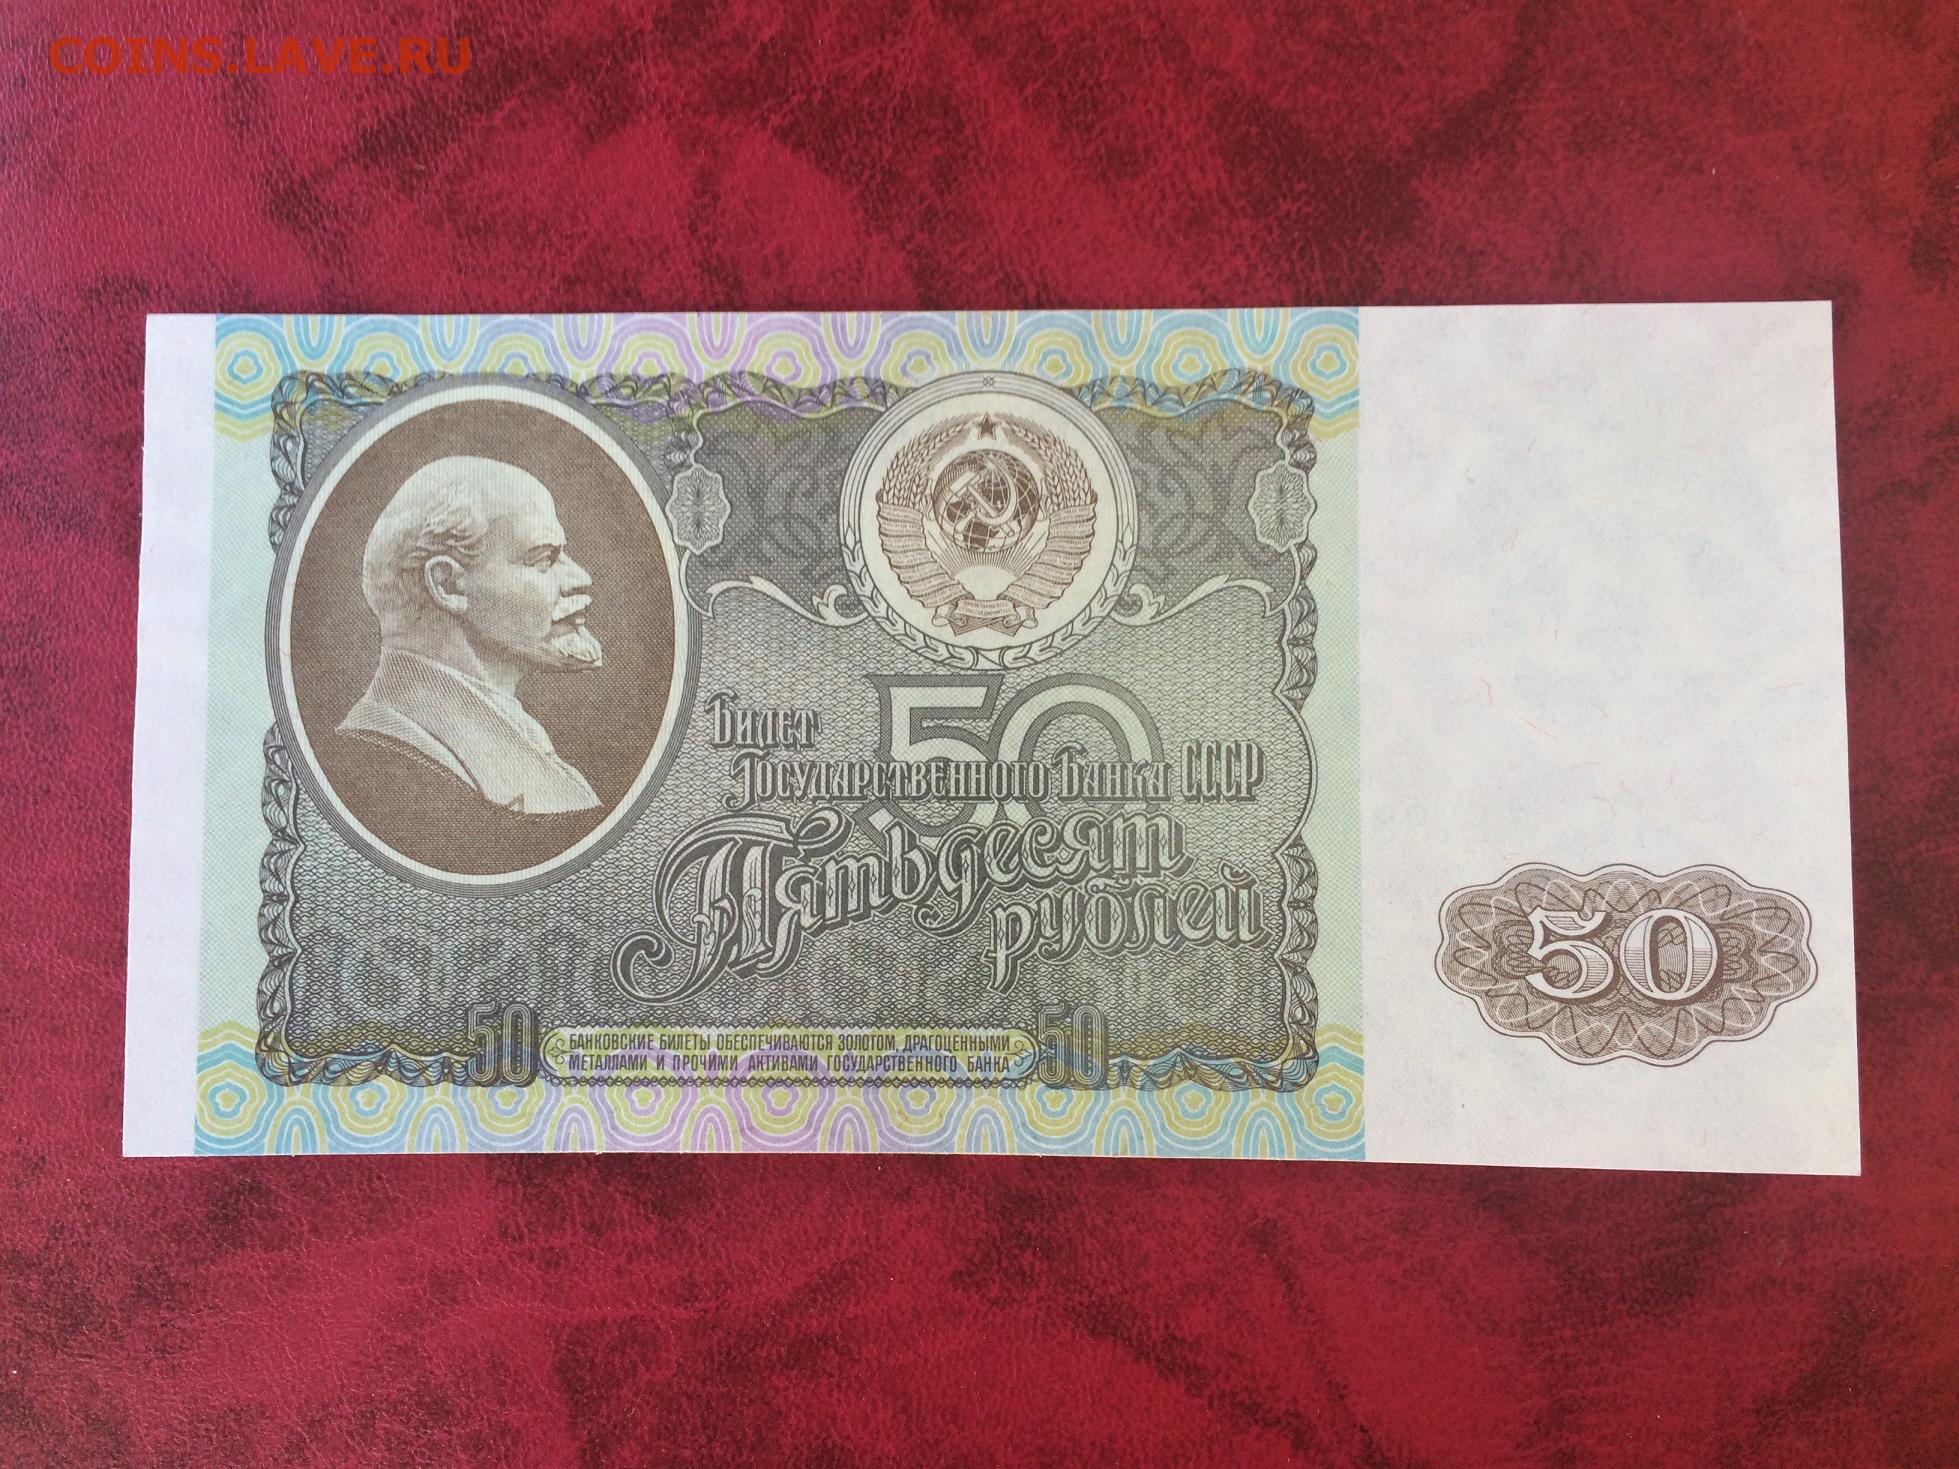 COINS.LAVE.RU
Билет
Государственного Банка СССР
50
Пятьдесят
рублей
50
50
БАНКОВСКИЕ БИЛЕТЫ ОБЕСПЕЧИВАЮТСЯ ЗОЛОТОМ, ДРАГОЦЕННЫМИ
МЕТАЛЛАМИ И ПРОЧИМИ АКТИВАМИ ГОСУДАРСТВЕННОГО БАНКА
50